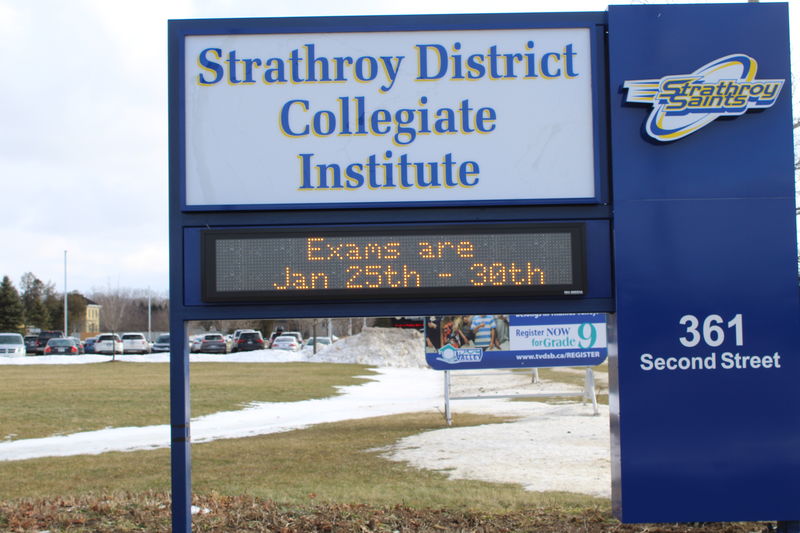 Strathroy District
Collegiate
Institute
Strathroy
Saints
Exams are
Jan 25th - 30th
361
Second Street
Register NOW
for Grade 9
VALLEY
www.tvdsb.ca/REGISTER